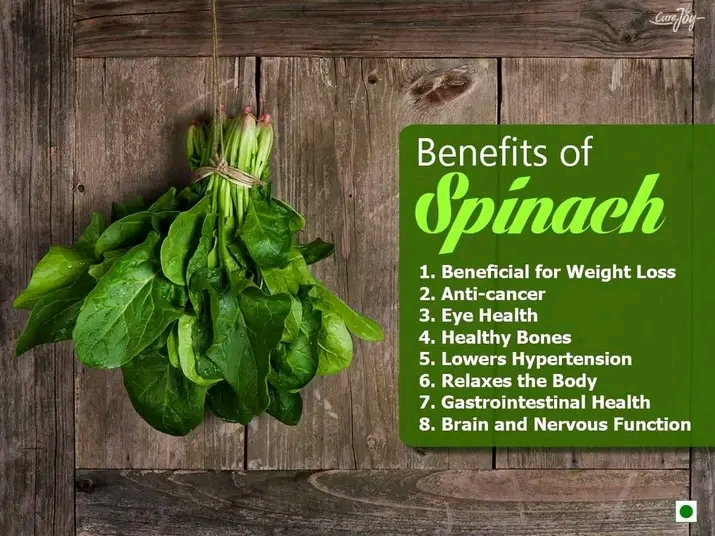 CureJoy
Benefits of
Spinach
1. Beneficial for Weight Loss
2. Anti-cancer
3. Eye Health
4. Healthy Bones
5. Lowers Hypertension
6. Relaxes the Body
7. Gastrointestinal Health
8. Brain and Nervous Function